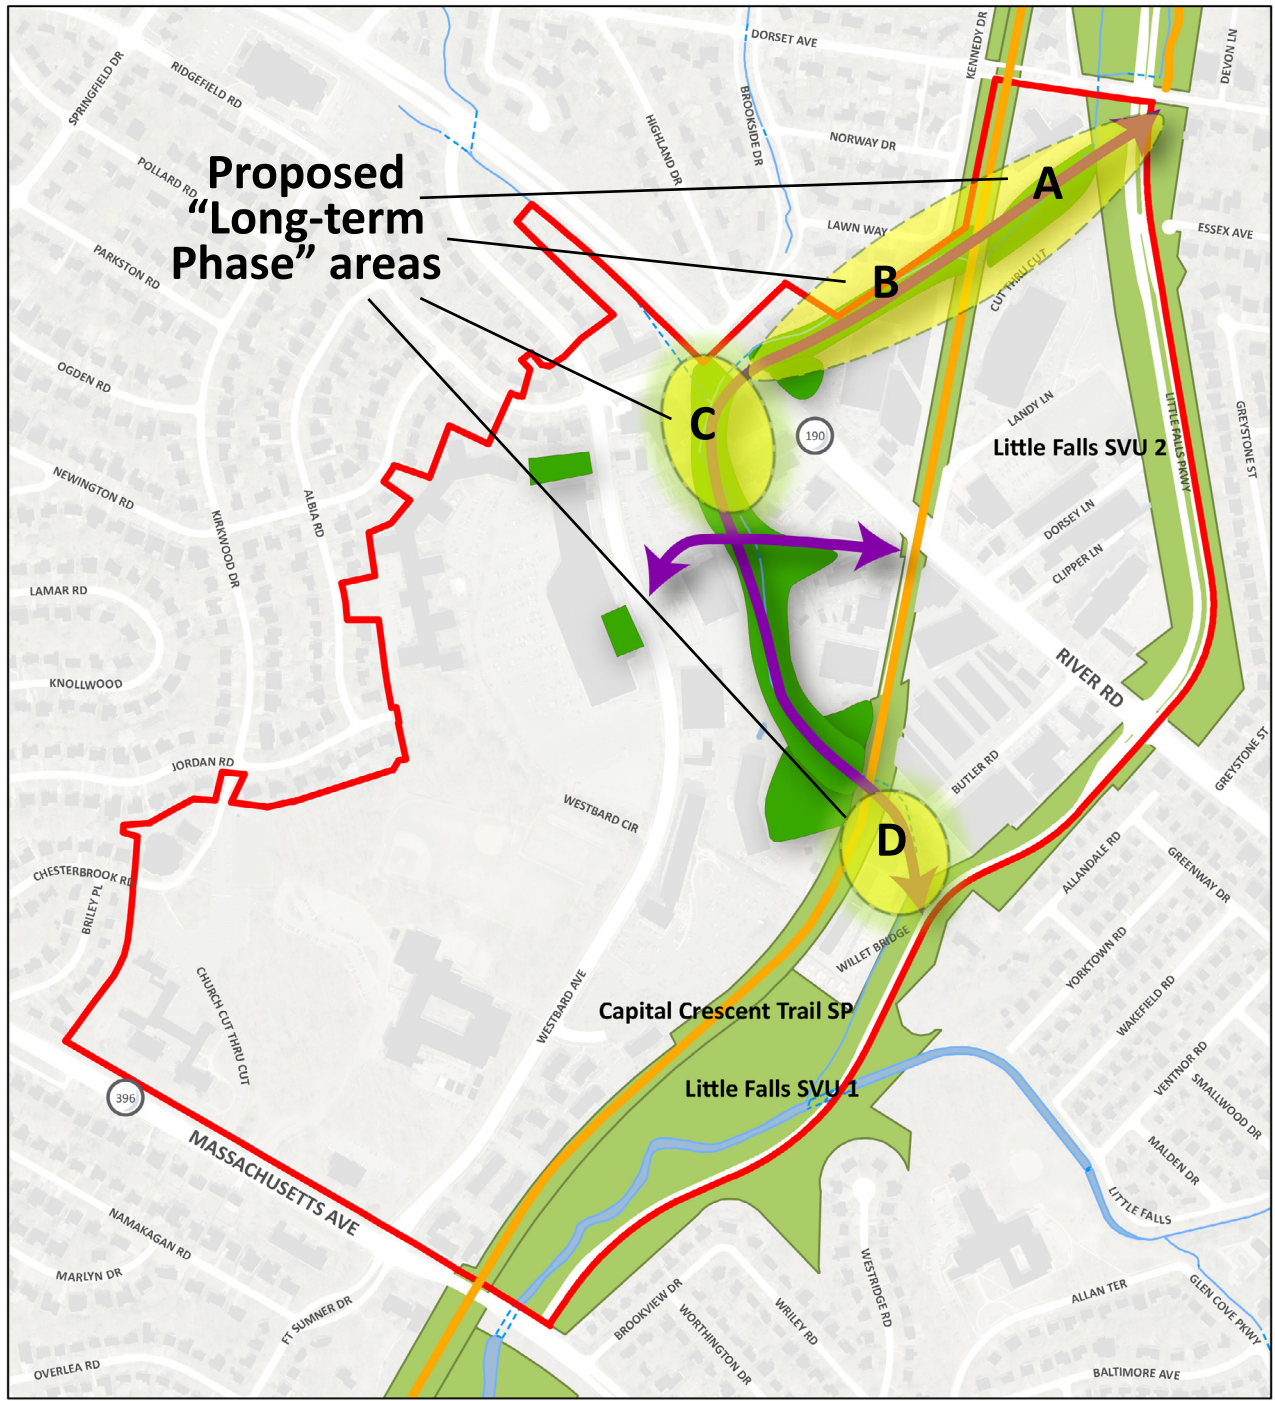 DORSET AVE
KENNEDY DR
DEVON LN
SPRINGFIELD DR
RIDGEFIELD RD
BROOKSIDE DR
HIGHLAND DR
NORWAY DR
POLLARD RD
Proposed
“Long-term
Phase” areas
A
LAWN WAY
ESSEX AVE
PARKSTON RD
B
CUT THRU CUT
OGDEN RD
LANDY LN
C
190
LITTLE FALLS PKWY
GREYSTONE ST
Little Falls SVU 2
NEWINGTON RD
ALBIA RD
KIRKWOOD DR
DORSEY LN
CLIPPER LN
LAMAR RD
RIVER RD
KNOLLWOOD
JORDAN RD
GREYSTONE ST
BUTLER RD
WESTBARD CIR
D
ALLANDALE RD
GREENWAY DR
CHESTERBROOK RD
BRILEY PL
WILLET BRIDGE
YORKTOWN RD
WAKEFIELD RD
CHURCH CUT THRU CUT
WESTBARD AVE
Capital Crescent Trail SP
VENTNOR RD
SMALLWOOD DR
Little Falls SVU 1
396
MASSACHUSETTS AVE
MALDEN DR
LITTLE FALLS
NAMAKAGAN RD
MARLYN DR
FT SUMNER DR
BROOKVIEW DR
WORTHINGTON DR
WRILEY RD
WESTRIDGE RD
ALLAN TER
GLEN COVE PKWY
OVERLEA RD
BALTIMORE AVE